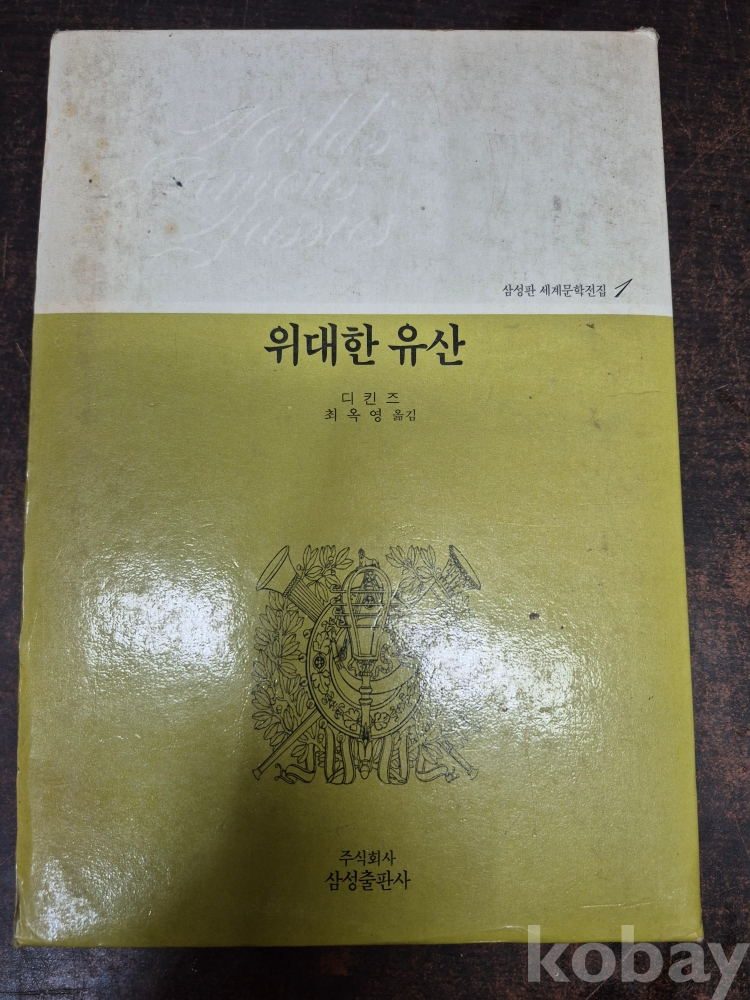 World's
Famous
Classics
삼성판 세계문학전집 1
위대한 유산
디킨즈
최옥영 옮김
주식회사
삼성출판사
kobay